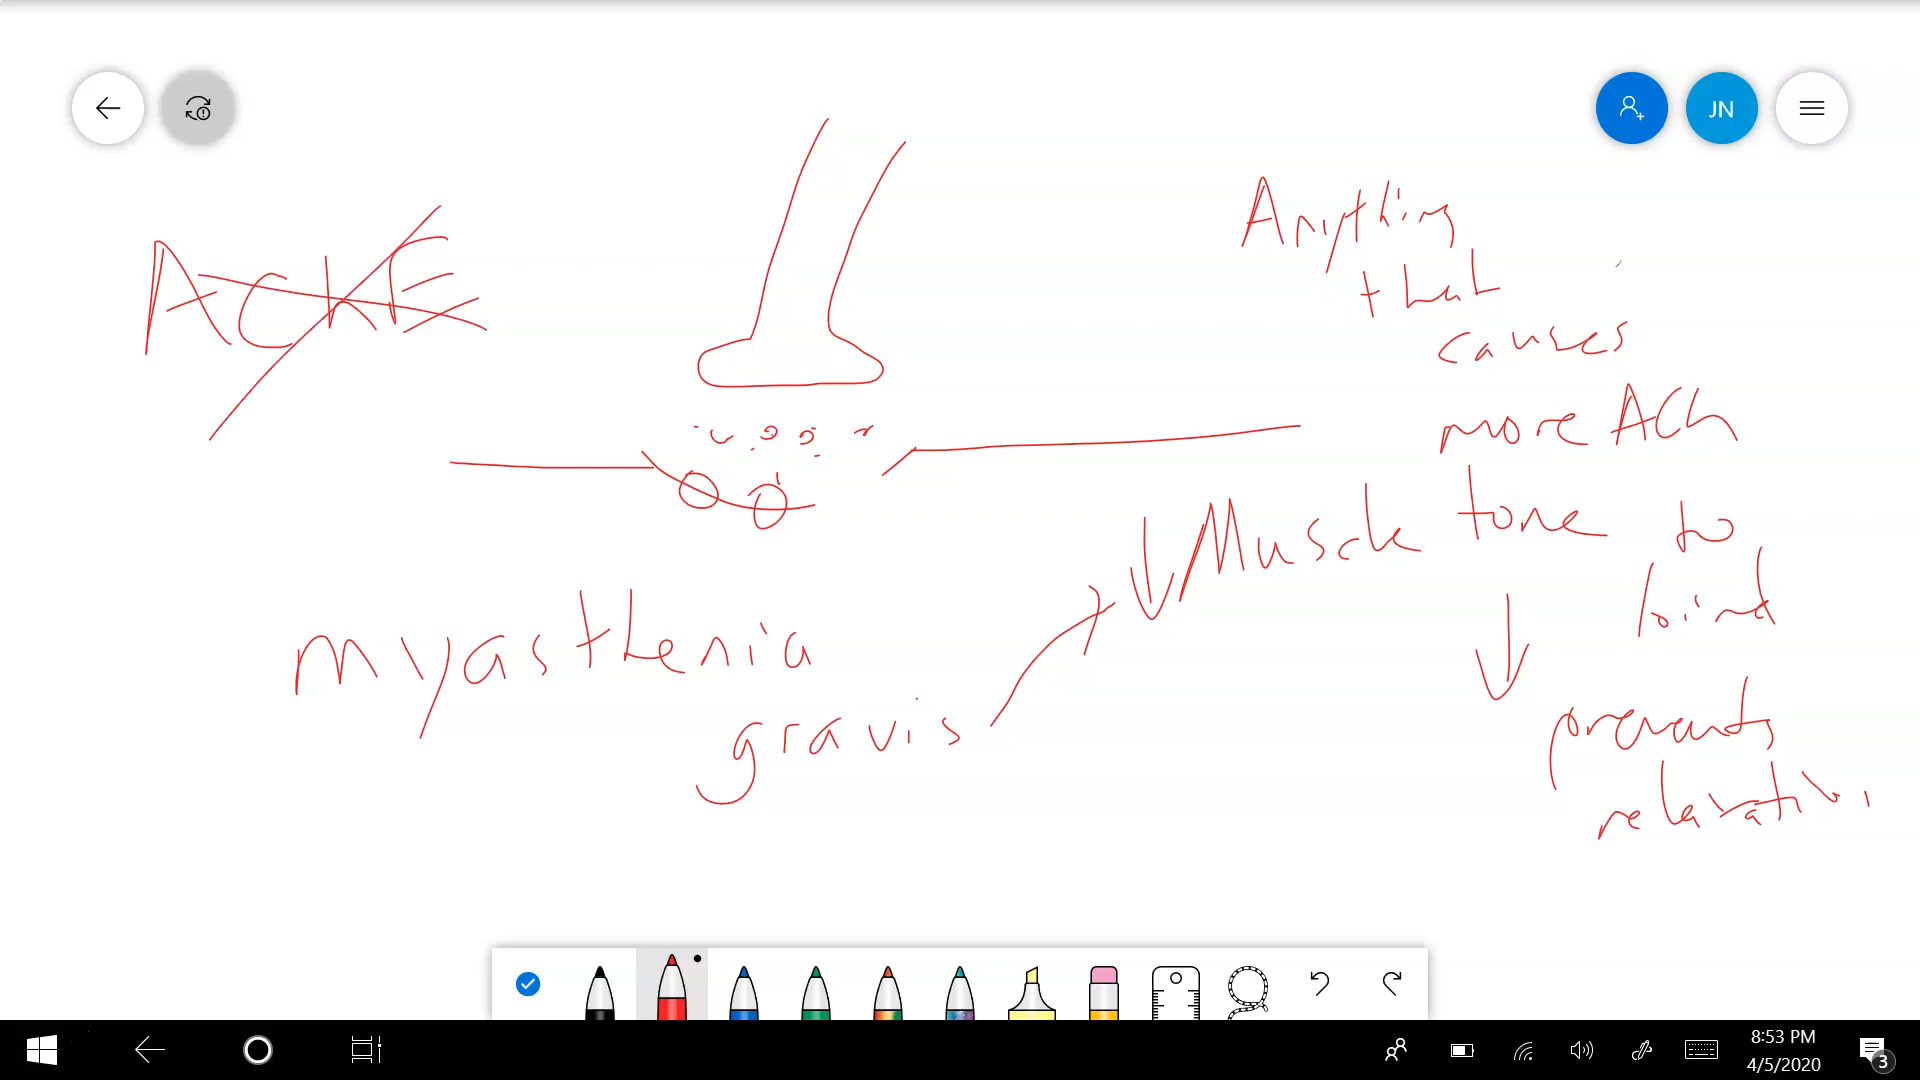 JN
AChE
Anything
that
causes
more ACh
↓ Muscle tone to
bind
myasthenia
gravis
prevents
8:53 PM
4/5/2020
3